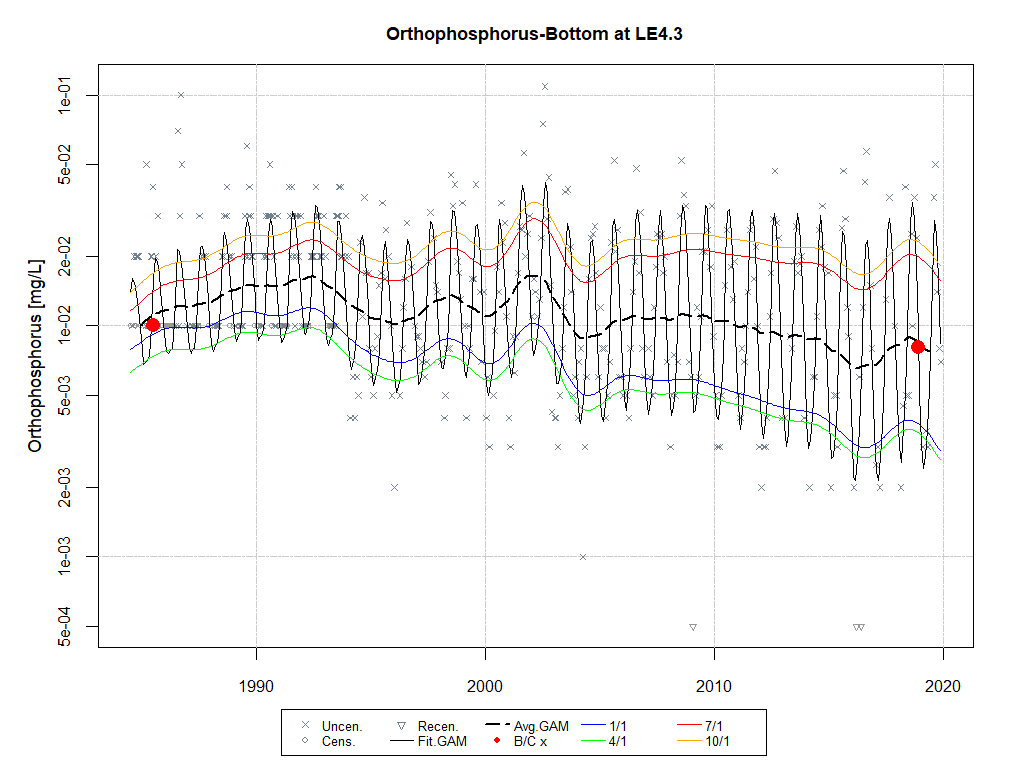 Orthophosphorus-Bottom at LE4.3
Orthophosphorus [mg/L]
1e-01
5e-02
2e-02
1e-02
5e-03
2e-03
1e-03
5e-04
1990 2000 2010 2020
Uncen. Recen. Avg.GAM 1/1 7/1
Cens. Fit.GAM B/C x 4/1 10/1